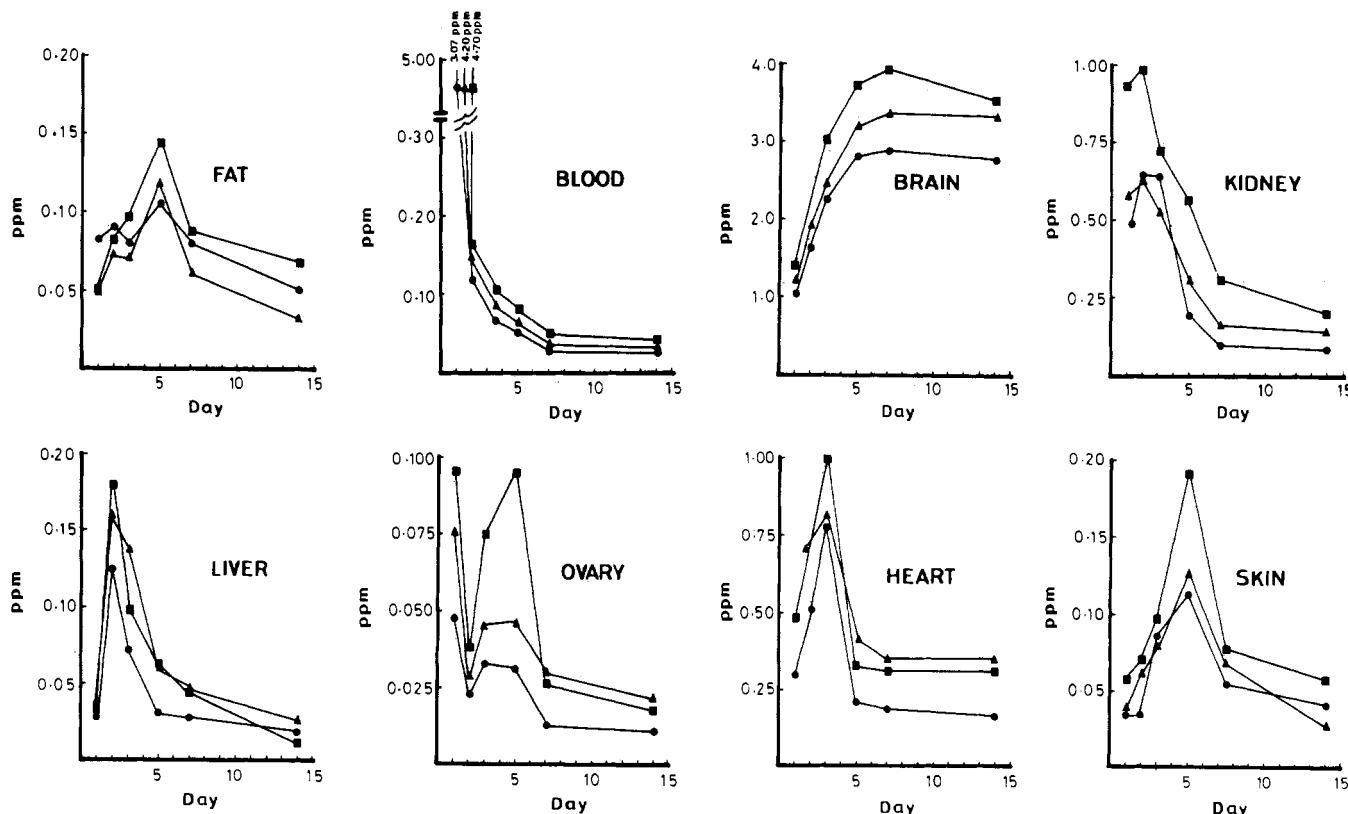 0.20
0.15
0.10
0.05
ppm
FAT
5
10
15
Day
3.07 ppm
4.20 ppm
4.70 ppm
5.00
0.30
0.20
0.10
ppm
BLOOD
5
10
15
Day
4.0
3.0
2.0
1.0
ppm
BRAIN
5
10
15
Day
1.00
0.75
0.50
0.25
ppm
KIDNEY
5
10
15
Day
0.20
0.15
0.10
0.05
ppm
LIVER
5
10
15
Day
0.100
0.075
0.050
0.025
ppm
OVARY
5
10
15
Day
1.00
0.75
0.50
0.25
ppm
HEART
5
10
15
Day
0.20
0.15
0.10
0.05
ppm
SKIN
5
10
15
Day